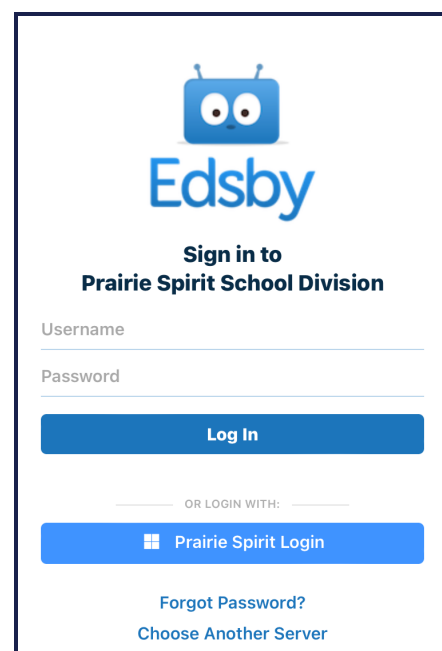 Edsby
Sign in to
Prairie Spirit School Division
Username
Password
Log In
OR LOGIN WITH:
Prairie Spirit Login
Forgot Password?
Choose Another Server